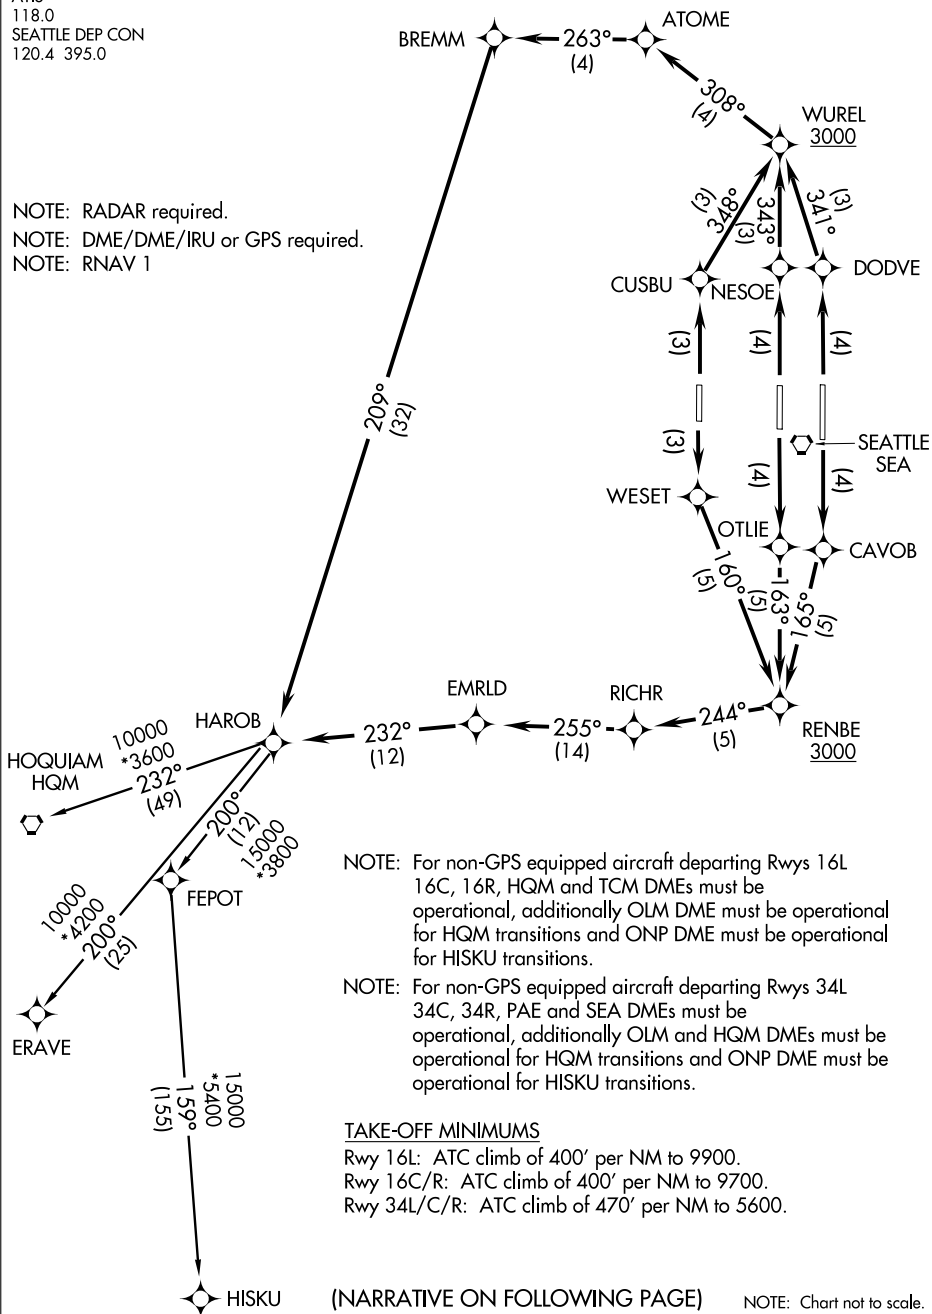 118.0
SEATTLE DEP CON
120.4 395.0
BREMM
263°
(4)
ATOME
308°
(4)
WUREL
3000
NOTE: RADAR required.
NOTE: DME/DME/IRU or GPS required.
NOTE: RNAV 1
(3)
348°
(3)
343°
341°
(3)
CUSBU
NESOE
DODVE
(3)
(4)
(4)
209°
(32)
SEATTLE
SEA
(3)
(4)
(4)
WESET
OTLIE
CAVOB
160°
(5)
(5)
163°
165°
(5)
EMRLD
RICHR
HAROB
232°
(12)
255°
(14)
244°
(5)
RENBE
3000
HOQUIAM
HQM
10000
*3600
232°
(49)
200°
(12)
15000
*3800
FEPOT
10000
*4200
200°
(25)
ERAVE
15000
*5400
159°
(155)
HISKU
NOTE: For non-GPS equipped aircraft departing Rwys 16L
16C, 16R, HQM and TCM DMEs must be
operational, additionally OLM DME must be operational
for HQM transitions and ONP DME must be operational
for HISKU transitions.
NOTE: For non-GPS equipped aircraft departing Rwys 34L
34C, 34R, PAE and SEA DMEs must be
operational, additionally OLM and HQM DMEs must be
operational for HQM transitions and ONP DME must be
operational for HISKU transitions.
TAKE-OFF MINIMUMS
Rwy 16L: ATC climb of 400' per NM to 9900.
Rwy 16C/R: ATC climb of 400' per NM to 9700.
Rwy 34L/C/R: ATC climb of 470' per NM to 5600.
(NARRATIVE ON FOLLOWING PAGE)
NOTE: Chart not to scale.